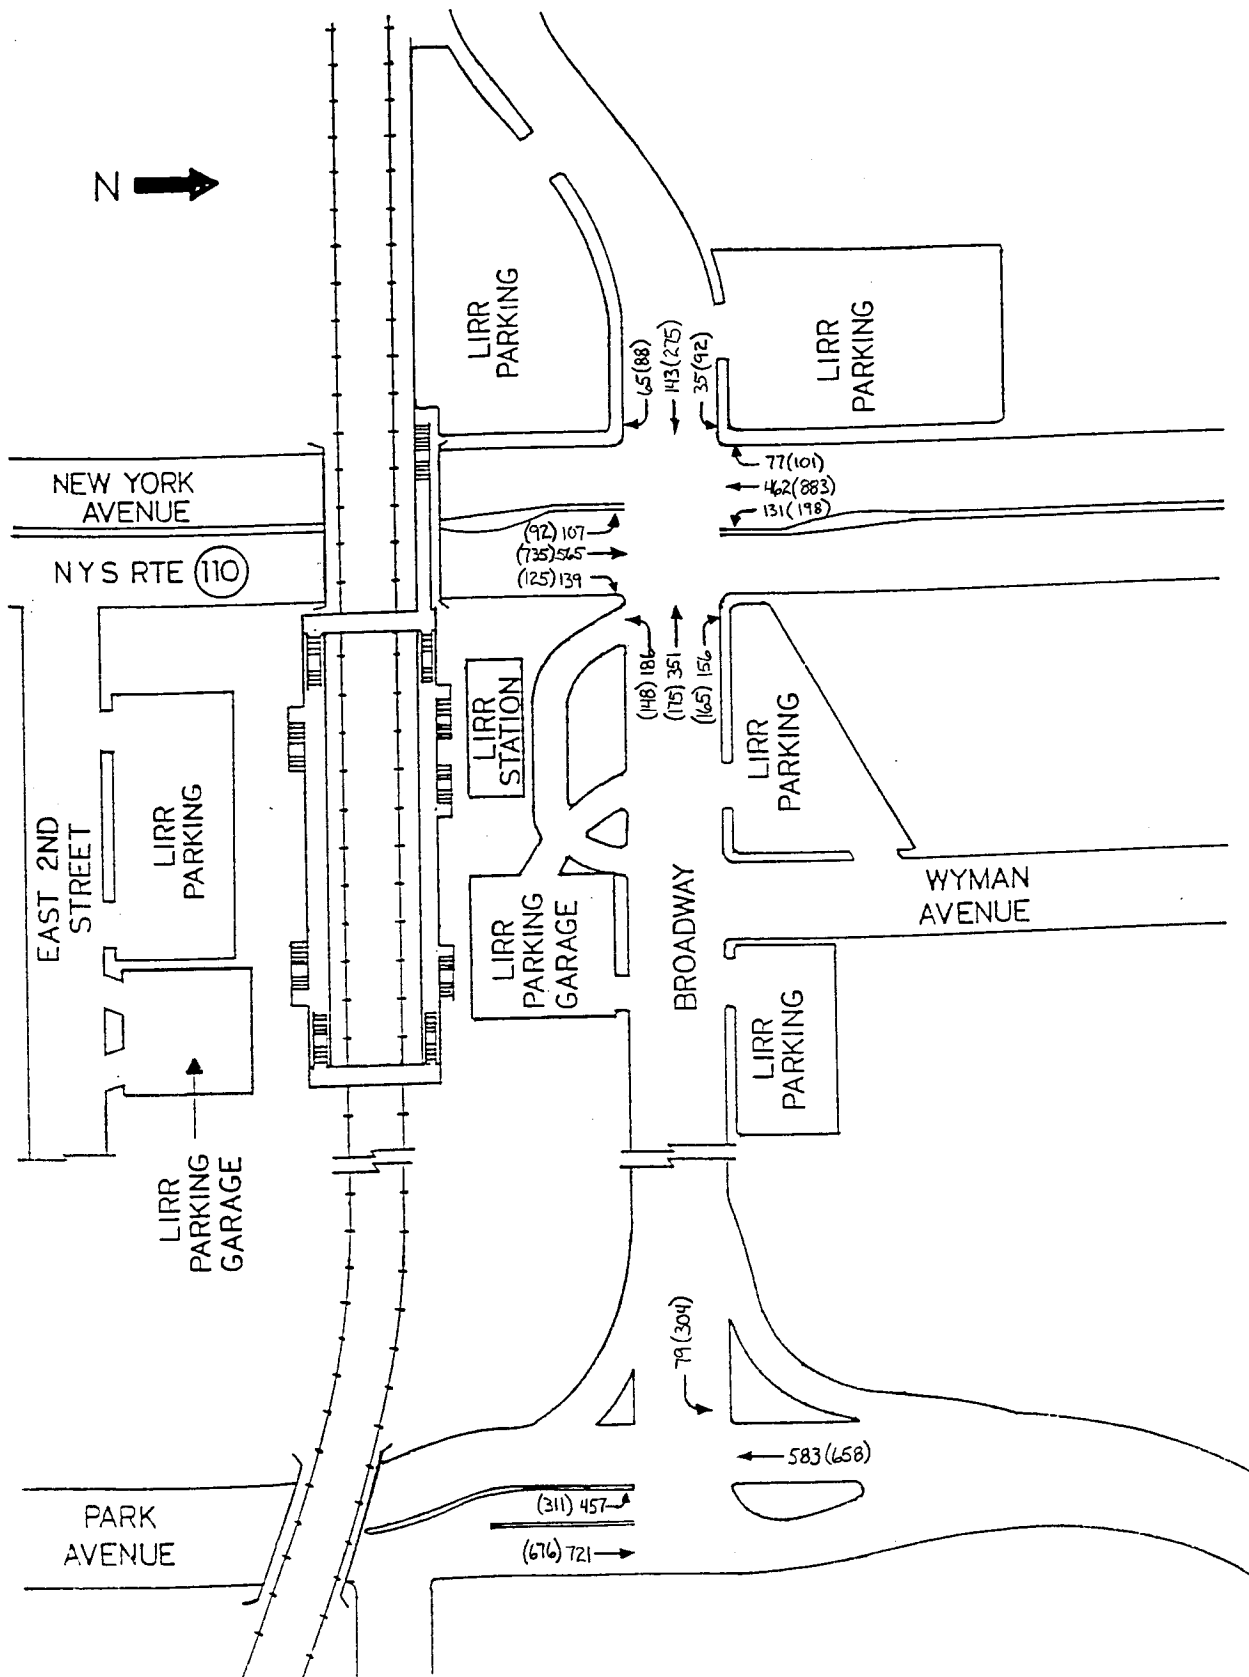 N
LIRR
PARKING
LIRR
PARKING
65(88)
143(275)
35(92)
NEW YORK
AVENUE
77(101)
462(883)
131(198)
(92) 107
(735) 565
(125) 139
NYS RTE 110
(148) 186
(175) 351
(165) 156
LIRR
STATION
LIRR
PARKING
EAST 2ND
STREET
LIRR
PARKING
WYMAN
AVENUE
LIRR
PARKING
GARAGE
BROADWAY
LIRR
PARKING
LIRR
PARKING
GARAGE
79(304)
583(658)
(311) 457
PARK
AVENUE
(676) 721